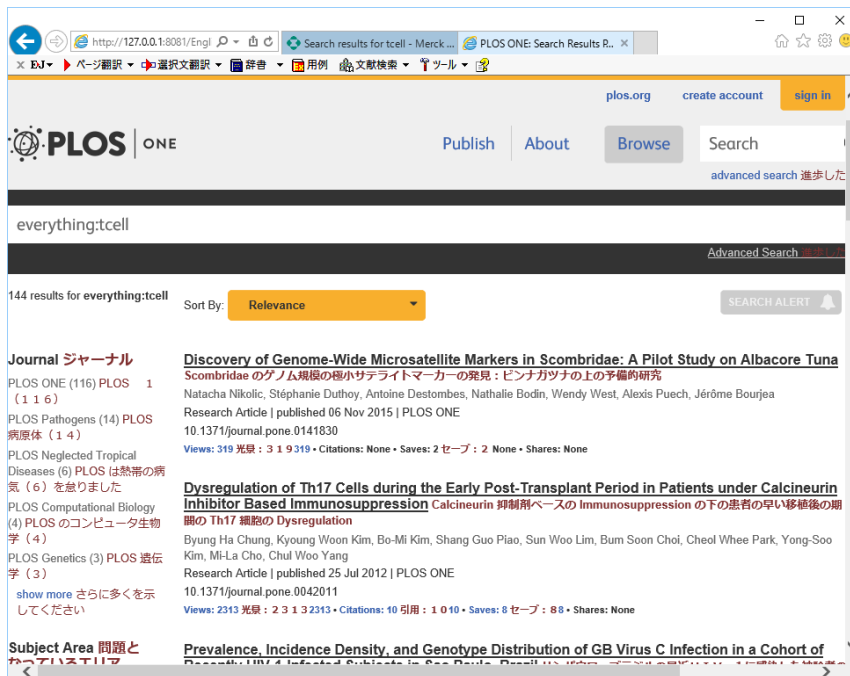 http://127.0.0.1:8081/Engl
Search results for tcell - Merck ...
PLOS ONE: Search Results P...
× EJ▾ ページ翻訳 ▾ 選択文翻訳 ▾ 辞書 ▾ 用例 文献検索 ▾ ツール ▾
plos.org create account sign in
PLOS ONE
Publish About Browse Search
advanced search 進歩した
everything:tcell
Advanced Search 進歩した
144 results for everything:tcell
Sort By: Relevance
SEARCH ALERT
Journal ジャーナル
PLOS ONE (116) PLOS 1
(116)
PLOS Pathogens (14) PLOS
病原体(14)
PLOS Neglected Tropical
Diseases (6) PLOS は熱帯の病
気(6)を怠りました
PLOS Computational Biology
(4) PLOS のコンピュータ生物
学(4)
PLOS Genetics (3) PLOS 遺伝
学(3)
show more さらに多くを示
してください
Subject Area 問題と
なっているエリア
Discovery of Genome-Wide Microsatellite Markers in Scombridae: A Pilot Study on Albacore Tuna
Scombridae のゲノム規模の極小サテライトマーカーの発見:ビンナガツナの上の予備的研究
Natacha Nikolic, Stéphanie Duthoy, Antoine Destombes, Nathalie Bodin, Wendy West, Alexis Puech, Jérôme Bourjea
Research Article | published 06 Nov 2015 | PLOS ONE
10.1371/journal.pone.0141830
Views: 319 光景:319319 • Citations: None • Saves: 2 セーブ:2 None • Shares: None
Dysregulation of Th17 Cells during the Early Post-Transplant Period in Patients under Calcineurin
Inhibitor Based Immunosuppression Calcineurin 抑制剤ベースの Immunosuppression の下の患者の早い移植後の期
間の Th17 細胞の Dysregulation
Byung Ha Chung, Kyoung Woon Kim, Bo-Mi Kim, Shang Guo Piao, Sun Woo Lim, Bum Soon Choi, Cheol Whee Park, Yong-Soo
Kim, Mi-La Cho, Chul Woo Yang
Research Article | published 25 Jul 2012 | PLOS ONE
10.1371/journal.pone.0042011
Views: 2313 光景:23132313 • Citations: 10 引用:1010 • Saves: 8 セーブ:88 • Shares: None
Prevalence, Incidence Density, and Genotype Distribution of GB Virus C Infection in a Cohort of
Recently HIV-1-Infected Subjects in Sao Paulo, Brazil